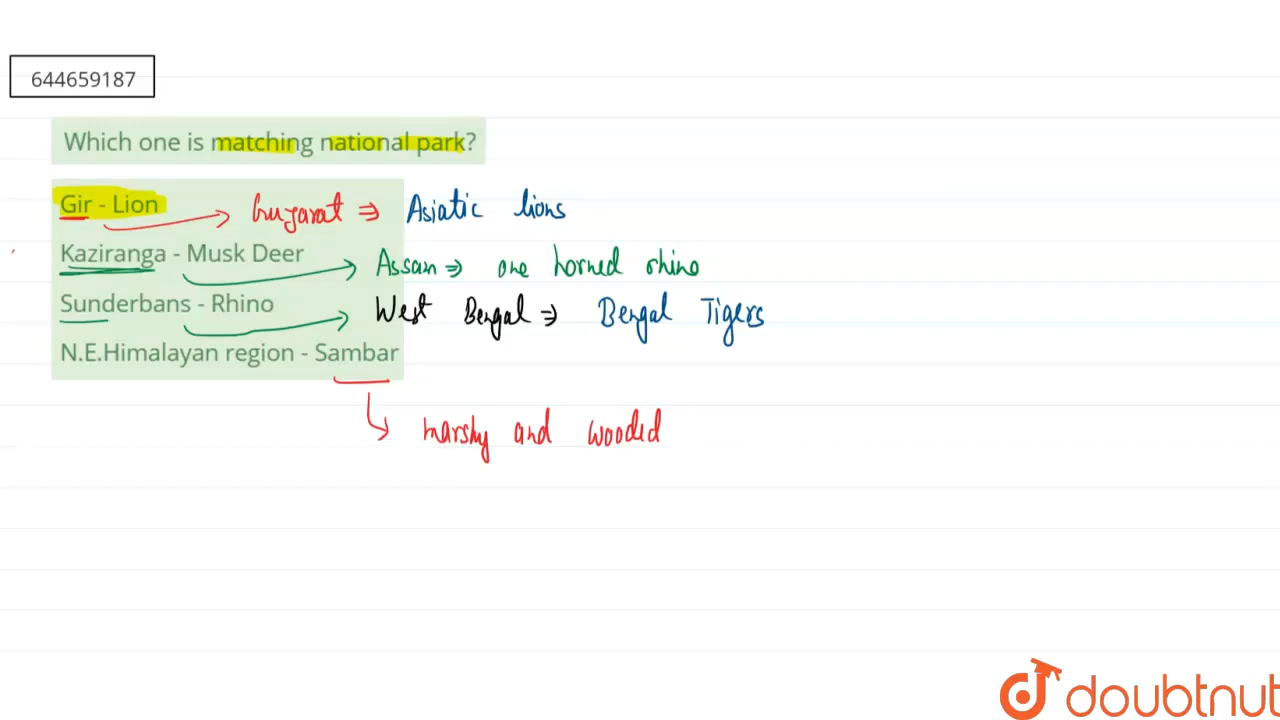 644659187
Which one is matching national park?
Gir - Lion Gujarat ⇒ Asiatic lions
Kaziranga - Musk Deer Assam ⇒ one horned rhino
Sunderbans - Rhino West Bengal ⇒ Bengal Tigers
N.E.Himalayan region - Sambar
marshy and wooded
doubtnut